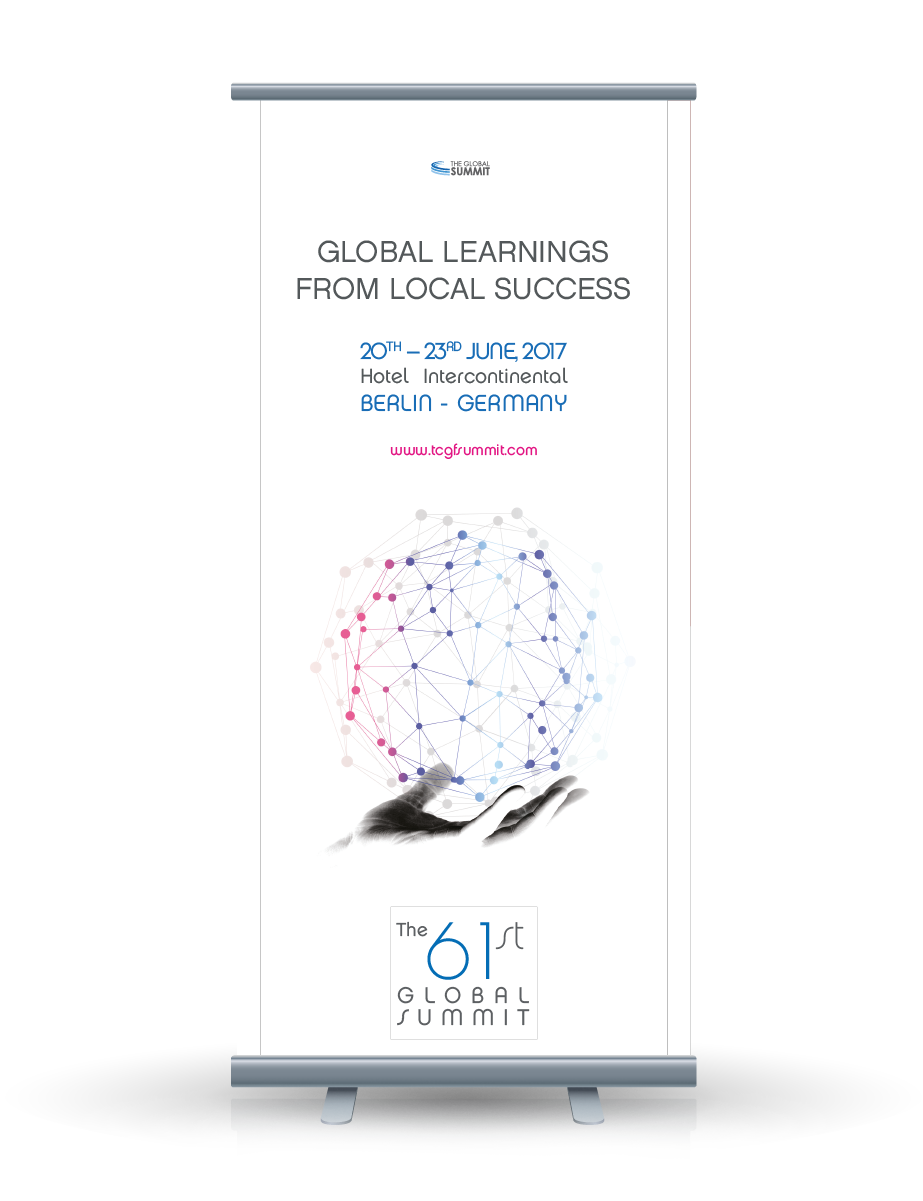 THE GLOBAL
SUMMIT
GLOBAL LEARNINGS
FROM LOCAL SUCCESS
20TH – 23RD JUNE, 2017
Hotel Intercontinental
BERLIN - GERMANY
www.tcgfsummit.com
The 61st
GLOBAL
SUMMIT